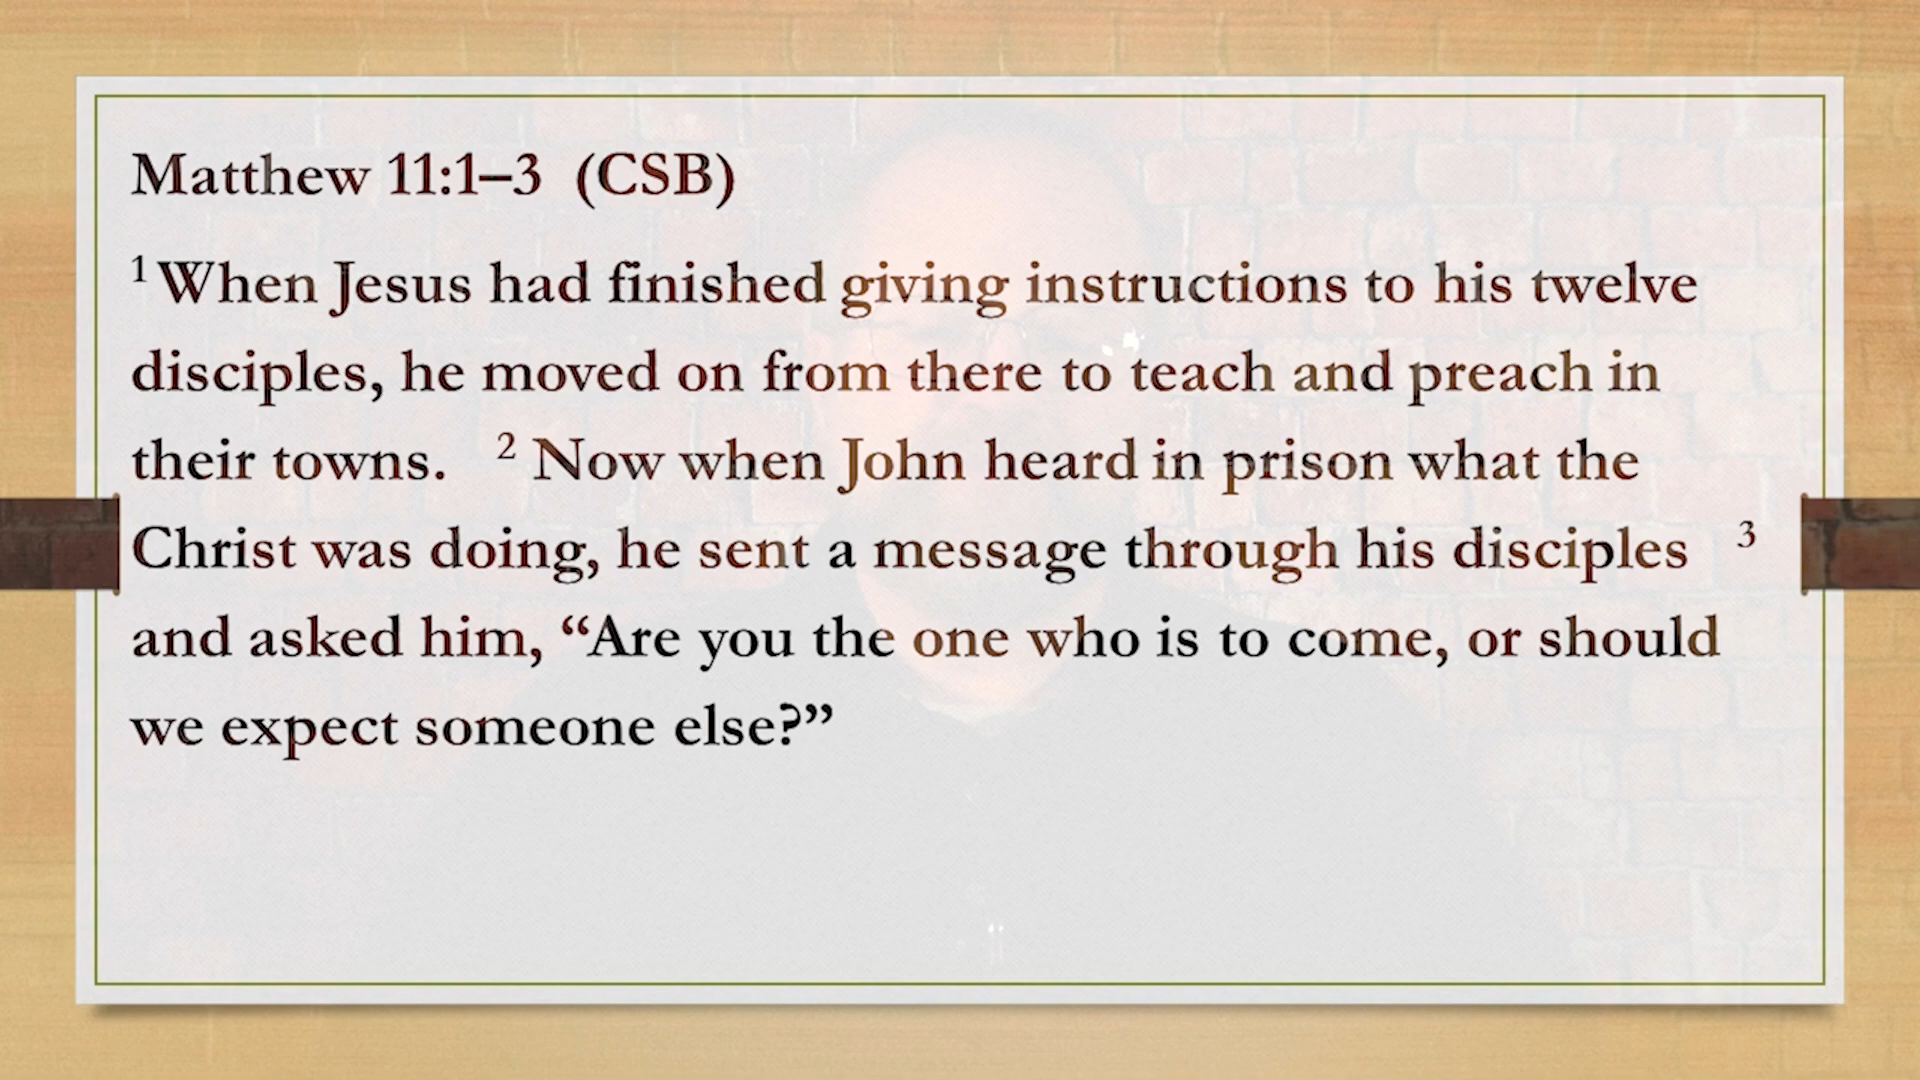 Matthew 11:1–3 (CSB)
1 When Jesus had finished giving instructions to his twelve
disciples, he moved on from there to teach and preach in
their towns. 2 Now when John heard in prison what the
Christ was doing, he sent a message through his disciples 3
and asked him, “Are you the one who is to come, or should
we expect someone else?”